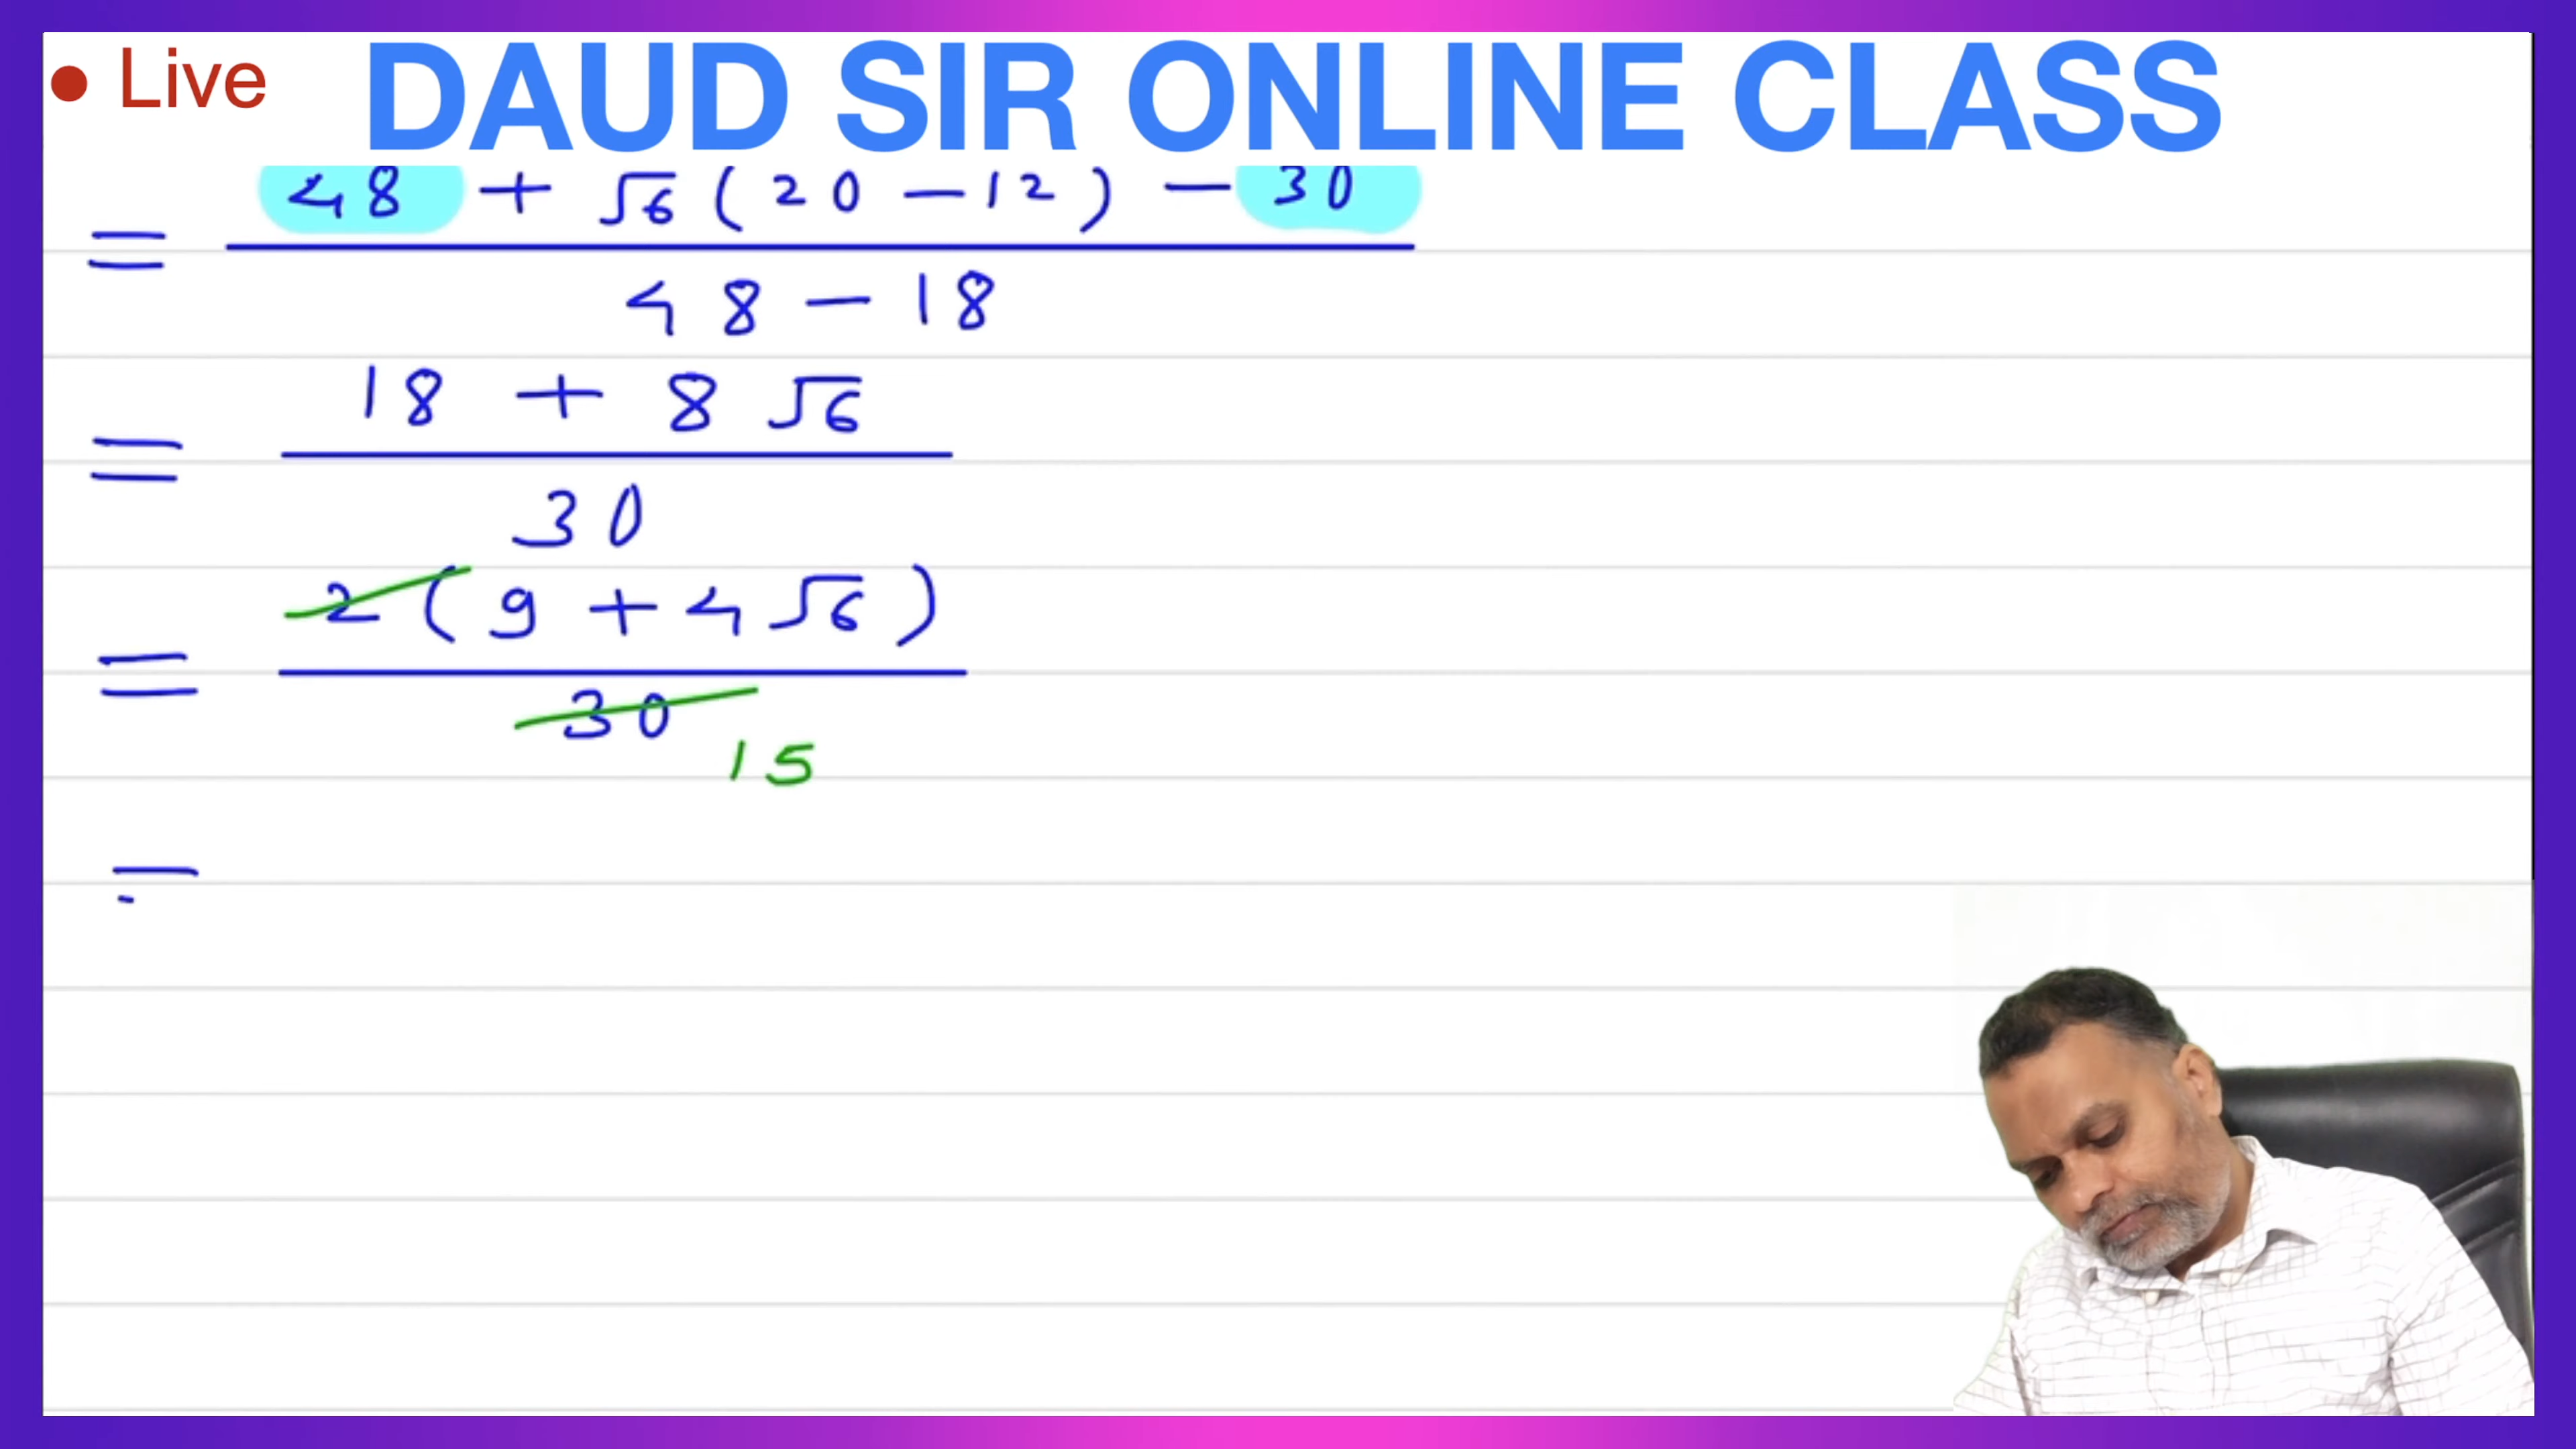 • Live DAUD SIR ONLINE CLASS
48 + √6 ( 20 - 12 ) - 30
=
48 - 18
18 + 8 √6
=
30
2 ( 9 + 4 √6 )
=
30
15
=